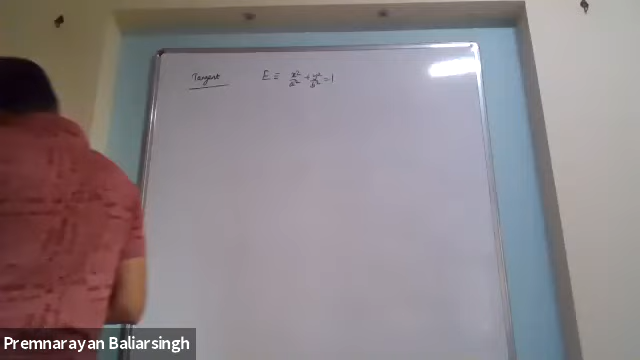 Tangent E ≡ x²/a² + y²/b² = 1
Premnarayan Baliarsingh